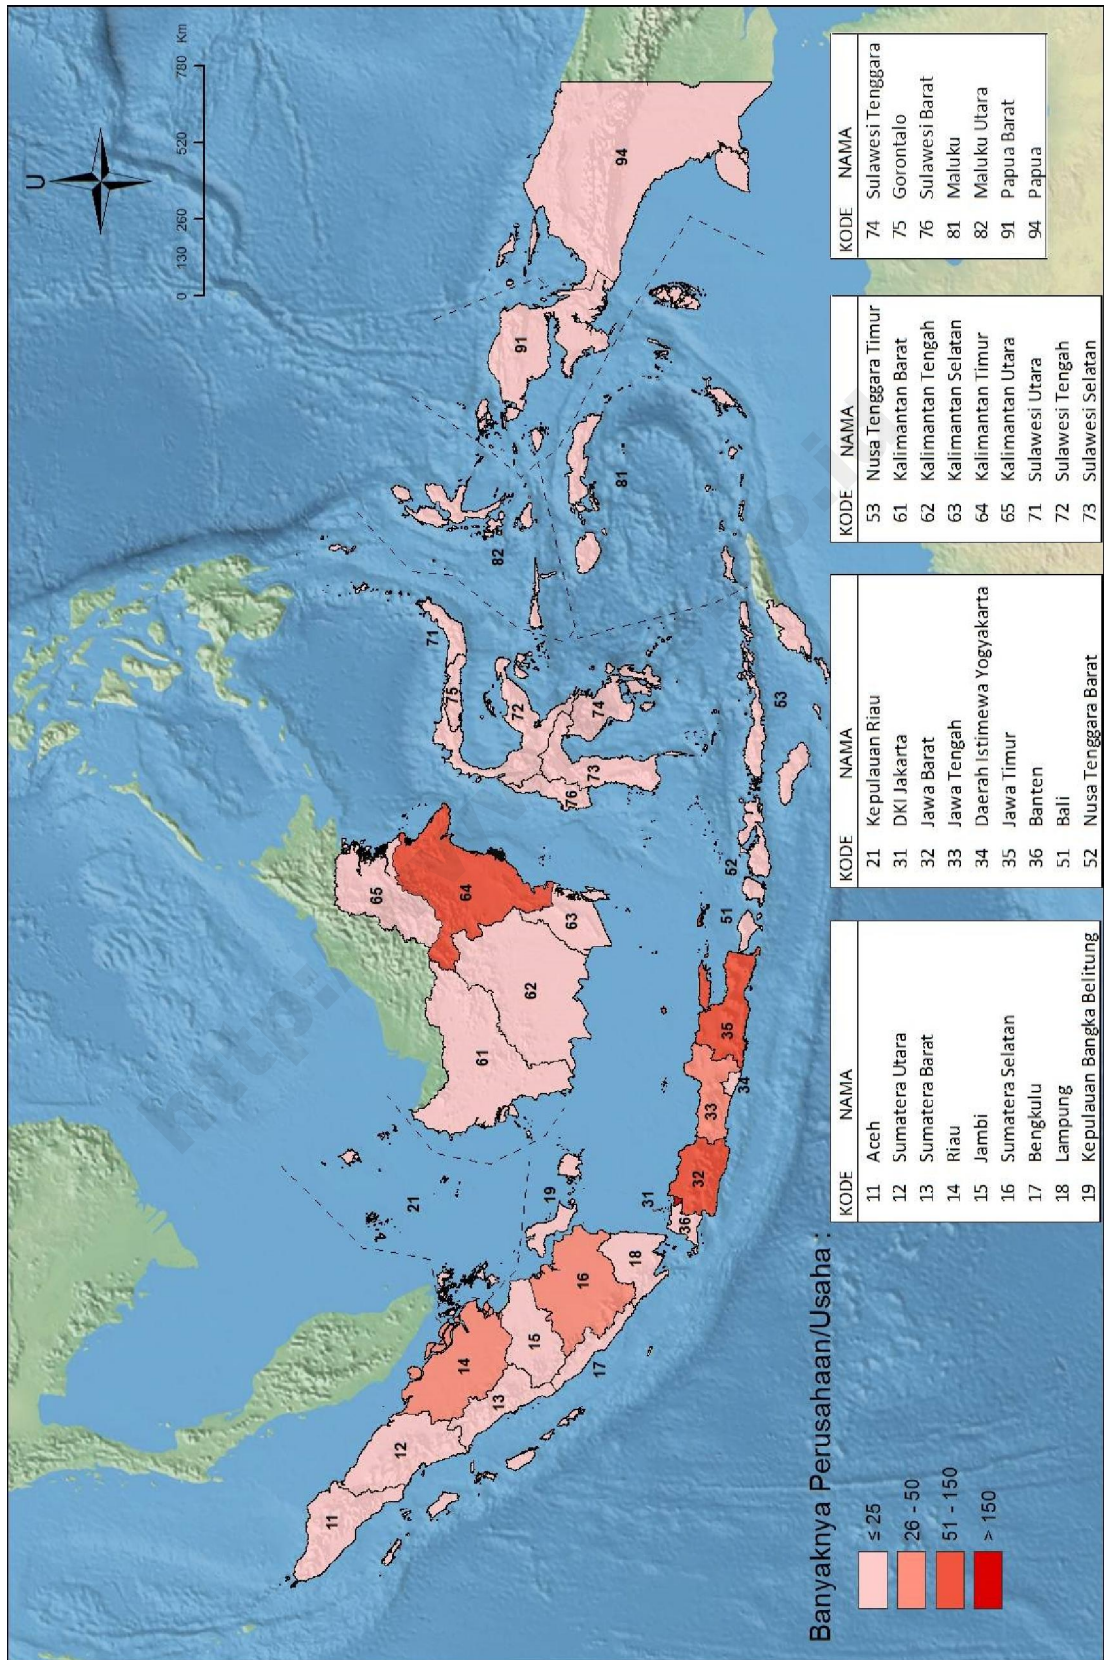 U
0 130 260 520 780 Km
11
12
13
14
15
16
17
18
19
21
31
32
33
34
35
36
51
52
53
61
62
63
64
65
71
72
73
74
75
76
81
82
91
94
Banyaknya Perusahaan/Usaha :
≤ 25
26 - 50
51 - 150
> 150
KODE NAMA
11 Aceh
12 Sumatera Utara
13 Sumatera Barat
14 Riau
15 Jambi
16 Sumatera Selatan
17 Bengkulu
18 Lampung
19 Kepulauan Bangka Belitung
KODE NAMA
21 Kepulauan Riau
31 DKI Jakarta
32 Jawa Barat
33 Jawa Tengah
34 Daerah Istimewa Yogyakarta
35 Jawa Timur
36 Banten
51 Bali
52 Nusa Tenggara Barat
KODE NAMA
53 Nusa Tenggara Timur
61 Kalimantan Barat
62 Kalimantan Tengah
63 Kalimantan Selatan
64 Kalimantan Timur
65 Kalimantan Utara
71 Sulawesi Utara
72 Sulawesi Tengah
73 Sulawesi Selatan
KODE NAMA
74 Sulawesi Tenggara
75 Gorontalo
76 Sulawesi Barat
81 Maluku
82 Maluku Utara
91 Papua Barat
94 Papua